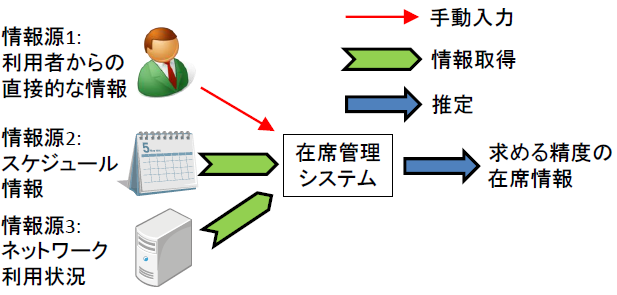 情報源1:
利用者からの
直接的な情報
情報源2:
スケジュール
情報
情報源3:
ネットワーク
利用状況
在席管理
システム
手動入力
情報取得
推定
求める精度の
在席情報
5